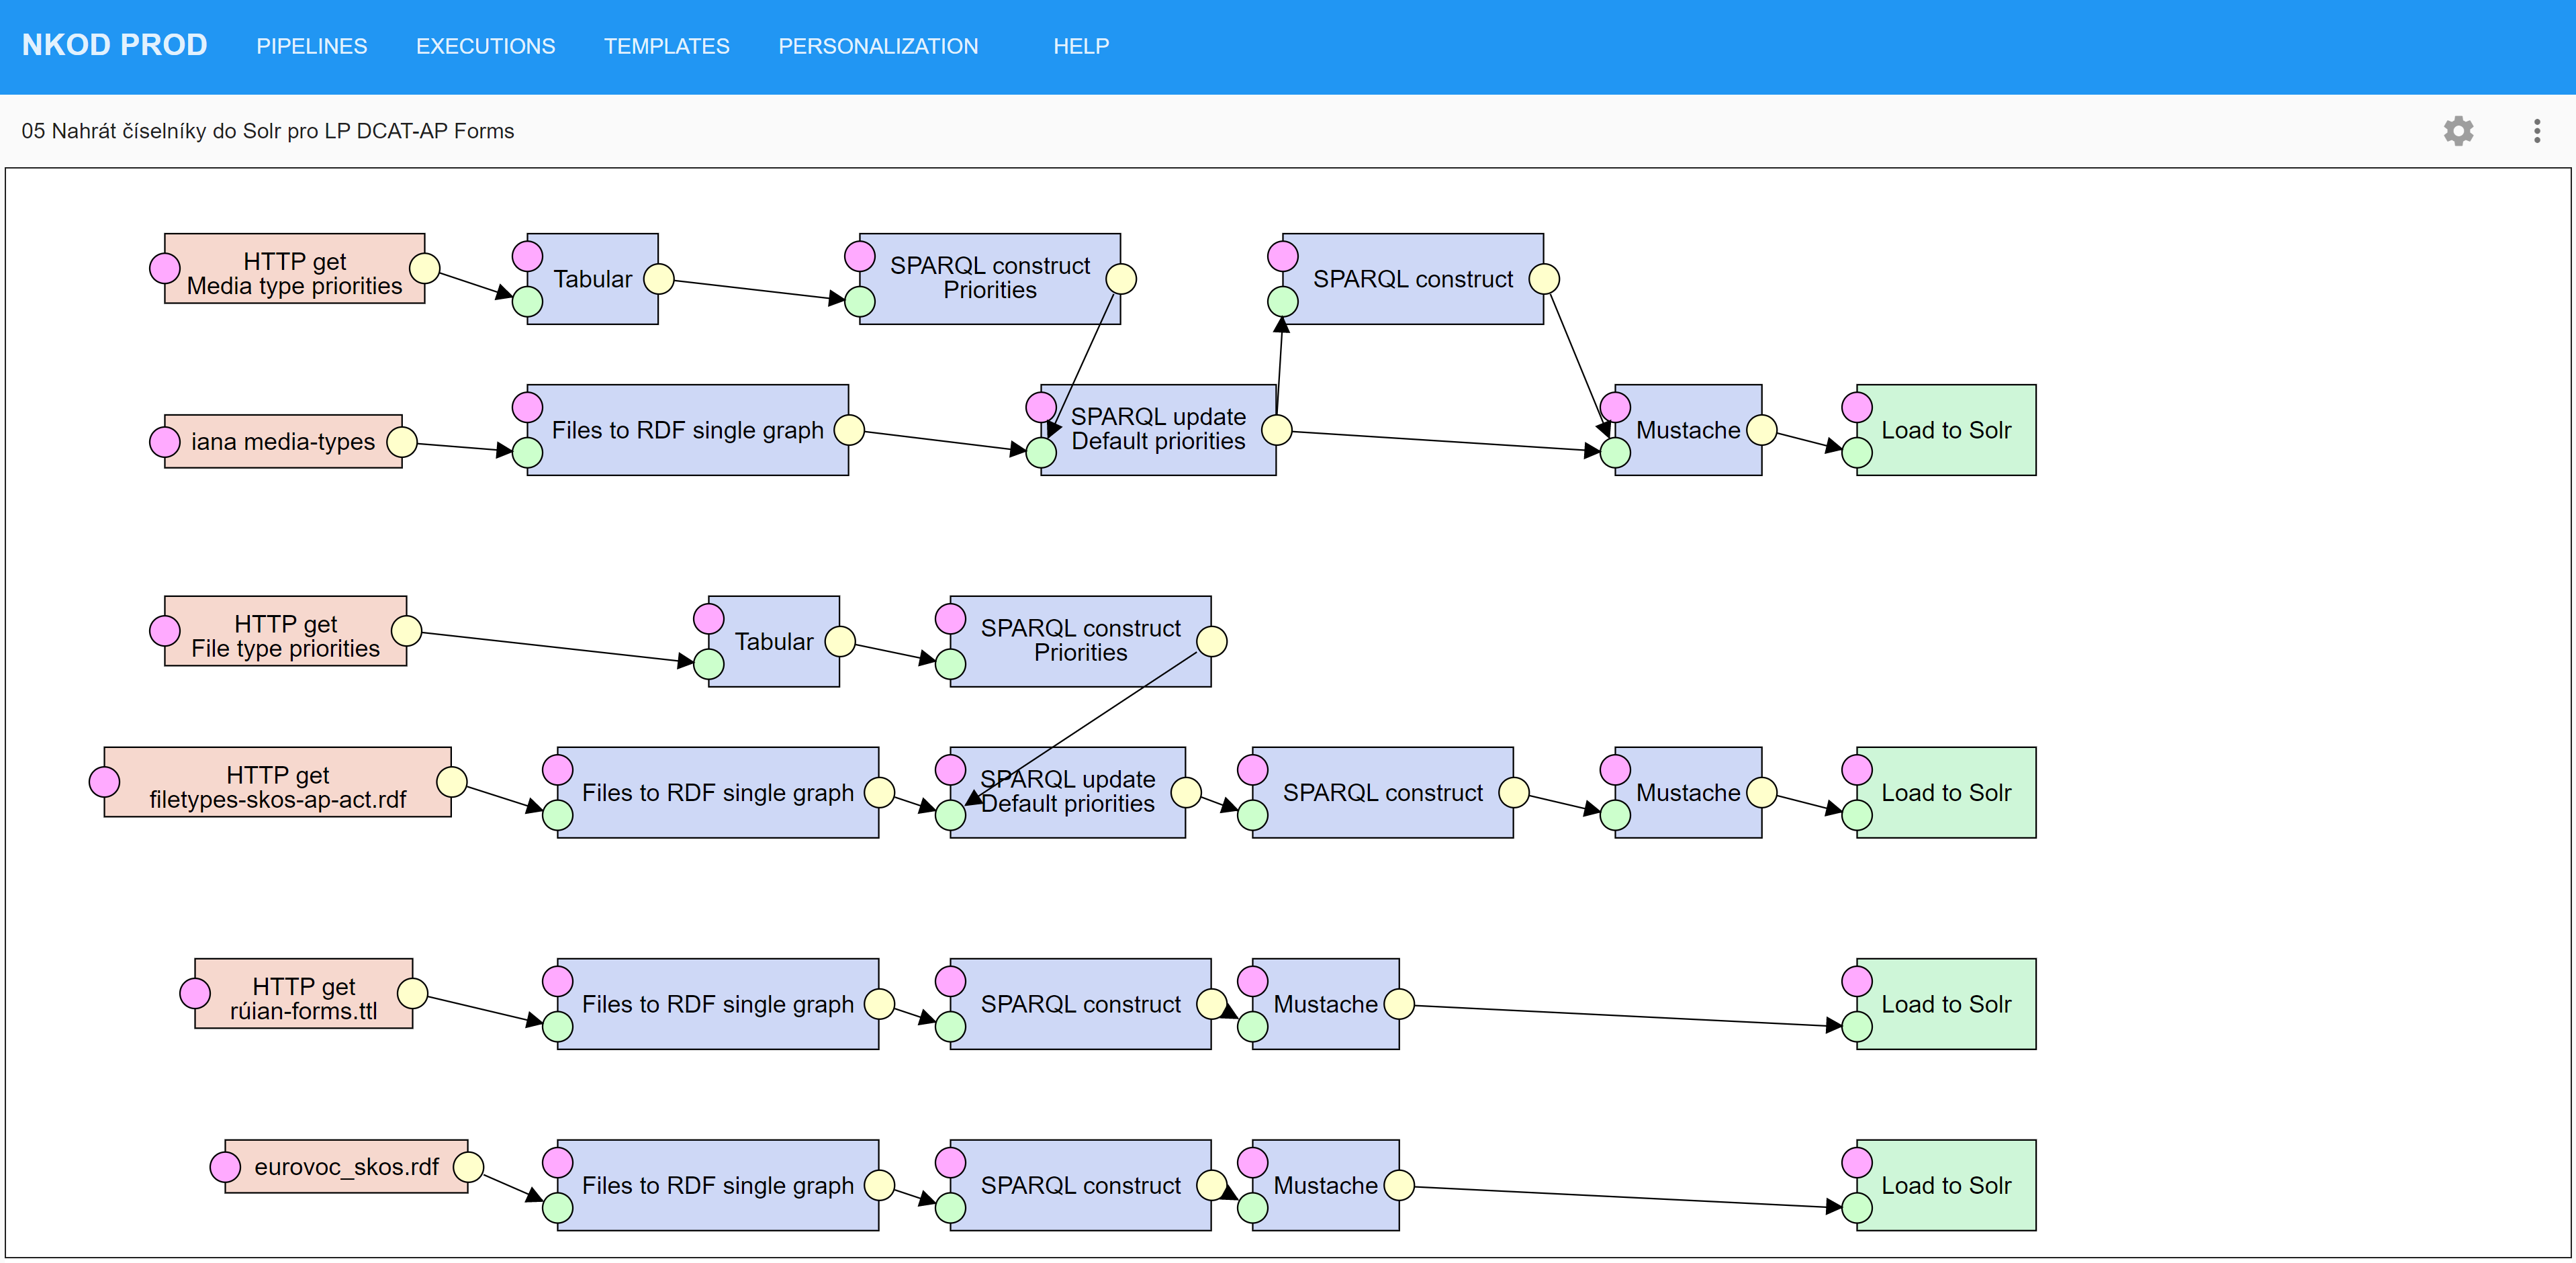 NKOD PROD PIPELINES EXECUTIONS TEMPLATES PERSONALIZATION HELP
05 Nahrát číselníky do Solr pro LP DCAT-AP Forms
HTTP get
Media type priorities
Tabular
SPARQL construct
Priorities
SPARQL construct
iana media-types
Files to RDF single graph
SPARQL update
Default priorities
Mustache
Load to Solr
HTTP get
File type priorities
Tabular
SPARQL construct
Priorities
HTTP get
filetypes-skos-ap-act.rdf
Files to RDF single graph
SPARQL update
Default priorities
SPARQL construct
Mustache
Load to Solr
HTTP get
rúian-forms.ttl
Files to RDF single graph
SPARQL construct
Mustache
Load to Solr
eurovoc_skos.rdf
Files to RDF single graph
SPARQL construct
Mustache
Load to Solr